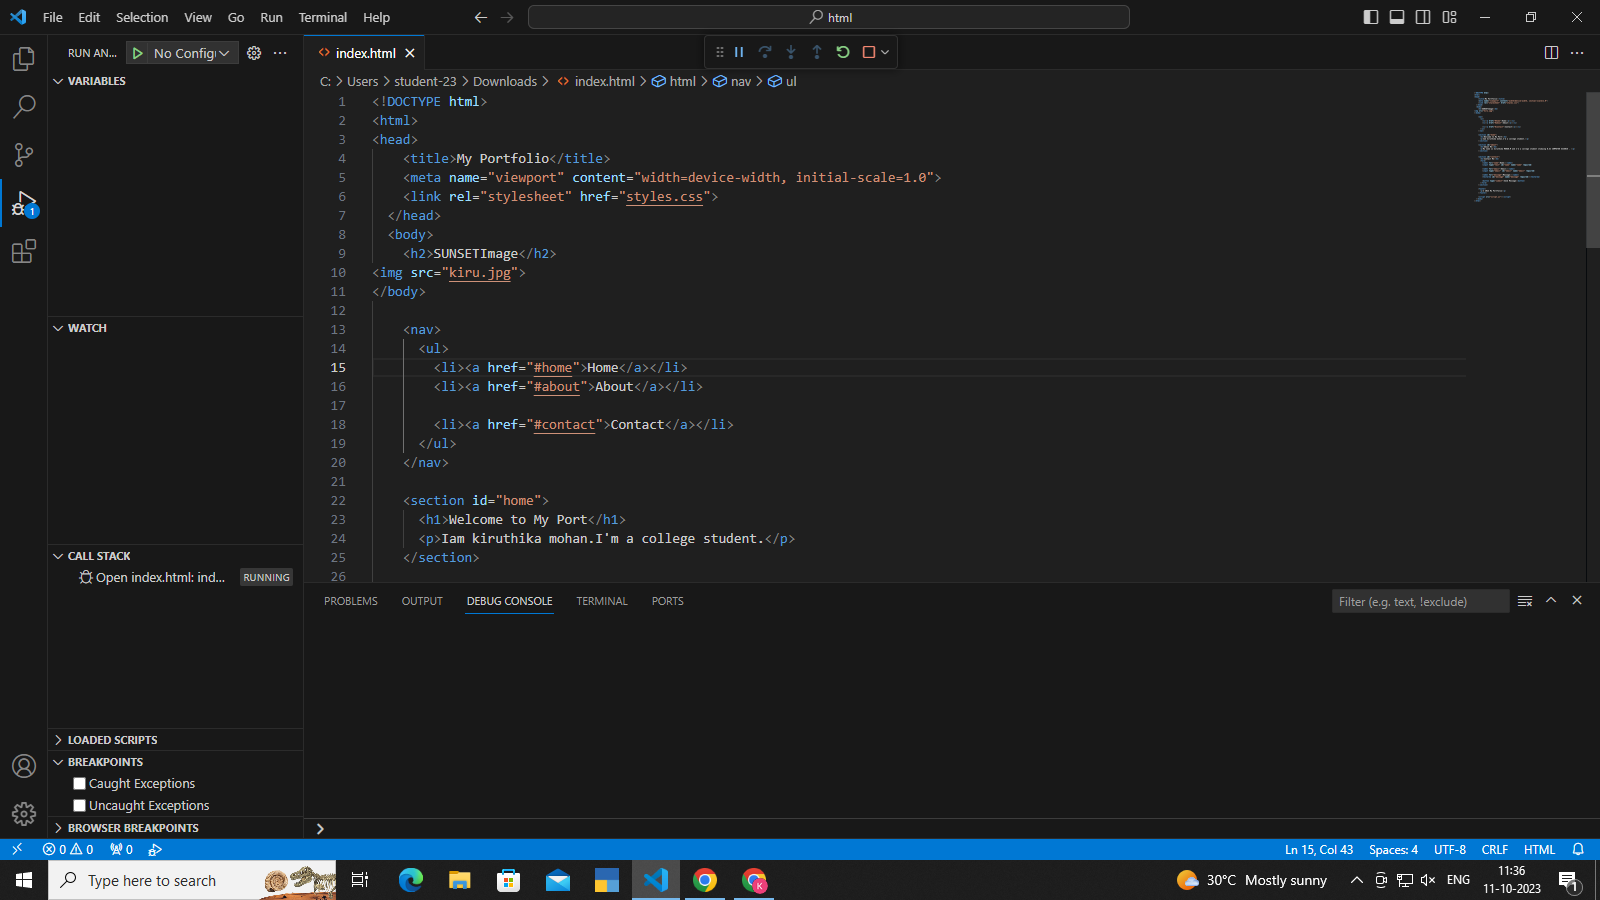 File Edit Selection View Go Run Terminal Help
html
RUN AN... No Config
index.html
C: Users student-23 Downloads index.html html nav ul
VARIABLES
WATCH
CALL STACK
Open index.html: ind... RUNNING
LOADED SCRIPTS
BREAKPOINTS
Caught Exceptions
Uncaught Exceptions
BROWSER BREAKPOINTS
1
1 <!DOCTYPE html>
2 <html>
3 <head>
4 <title>My Portfolio</title>
5 <meta name="viewport" content="width=device-width, initial-scale=1.0">
6 <link rel="stylesheet" href="styles.css">
7 </head>
8 <body>
9 <h2>SUNSETImage</h2>
10 <img src="kiru.jpg">
11 </body>
12
13 <nav>
14 <ul>
15 <li><a href="#home">Home</a></li>
16 <li><a href="#about">About</a></li>
17
18 <li><a href="#contact">Contact</a></li>
19 </ul>
20 </nav>
21
22 <section id="home">
23 <h1>Welcome to My Port</h1>
24 <p>Iam kiruthika mohan.I'm a college student.</p>
25 </section>
26
PROBLEMS OUTPUT DEBUG CONSOLE TERMINAL PORTS
Filter (e.g. text, !exclude)
0 0 0
Ln 15, Col 43 Spaces: 4 UTF-8 CRLF HTML
Type here to search
K
30°C Mostly sunny
ENG
11:36
11-10-2023
1